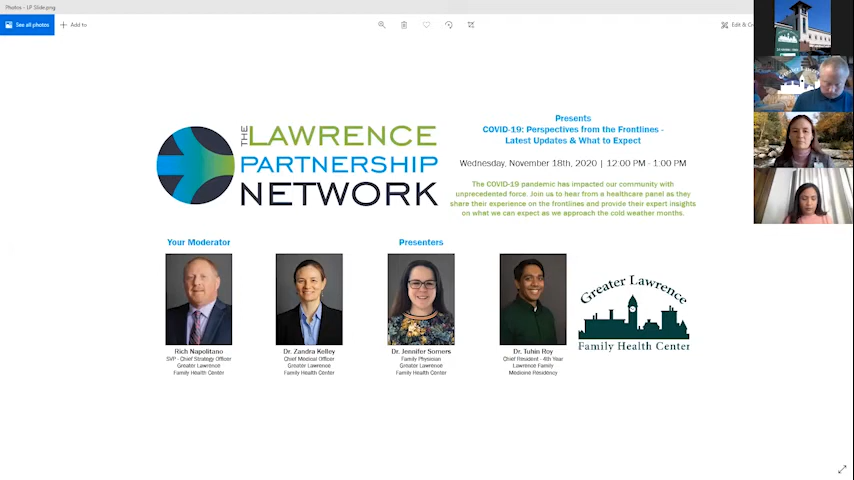 Photos - LP Slide.png
See all photos
Add to
Edit & Cr
THE
LAWRENCE
PARTNERSHIP
NETWORK
Presents
COVID-19: Perspectives from the Frontlines -
Latest Updates & What to Expect
Wednesday, November 18th, 2020 | 12:00 PM - 1:00 PM
The COVID-19 pandemic has impacted our community with
unprecedented force. Join us to hear from a healthcare panel as they
share their experience on the frontlines and provide their expert insights
on what we can expect as we approach the cold weather months.
Your Moderator
Presenters
Rich Napolitano
SVP - Chief Strategy Officer
Greater Lawrence
Family Health Center
Dr. Zandra Kelley
Chief Medical Officer
Greater Lawrence
Family Health Center
Dr. Jennifer Somers
Family Physician
Greater Lawrence
Family Health Center
Dr. Tuhin Roy
Chief Resident - 4th Year
Lawrence Family
Medicine Residency
Greater Lawrence
Family Health Center